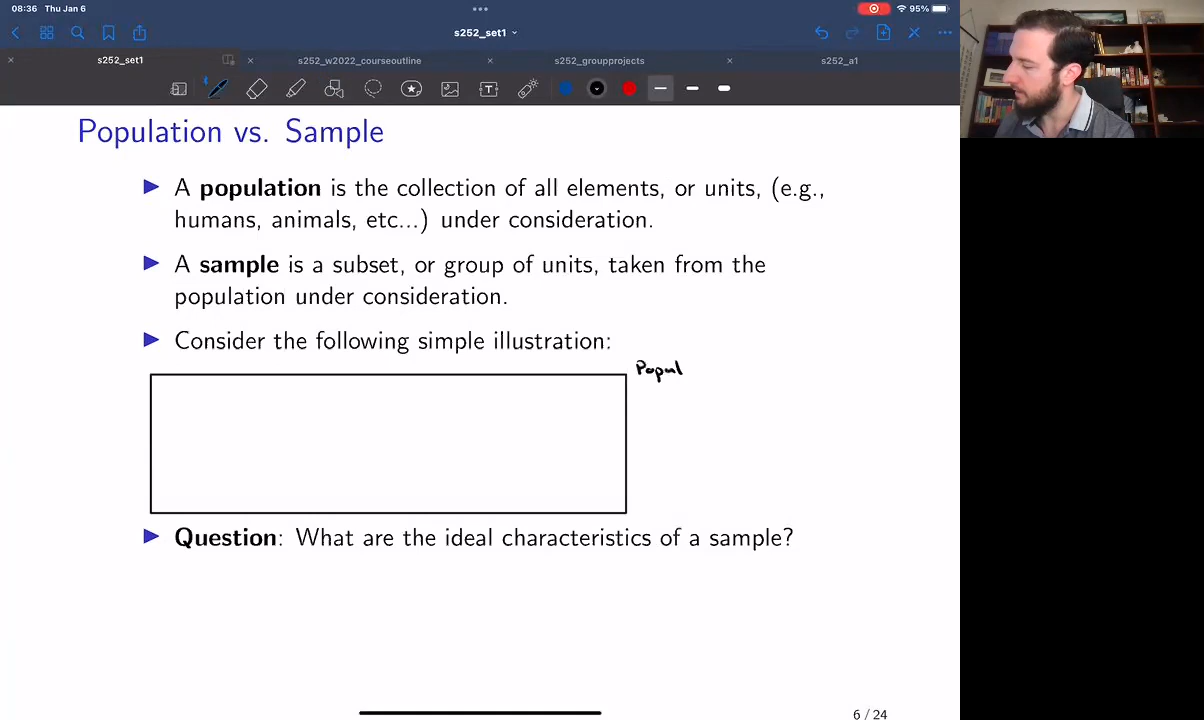 08:36 Thu Jan 6
95%
s252_set1
s252_set1
s252_w2022_courseoutline
s252_groupprojects
s252_a1
Population vs. Sample
A population is the collection of all elements, or units, (e.g.,
humans, animals, etc...) under consideration.
A sample is a subset, or group of units, taken from the
population under consideration.
Consider the following simple illustration:
Popul
Question: What are the ideal characteristics of a sample?
6 / 24